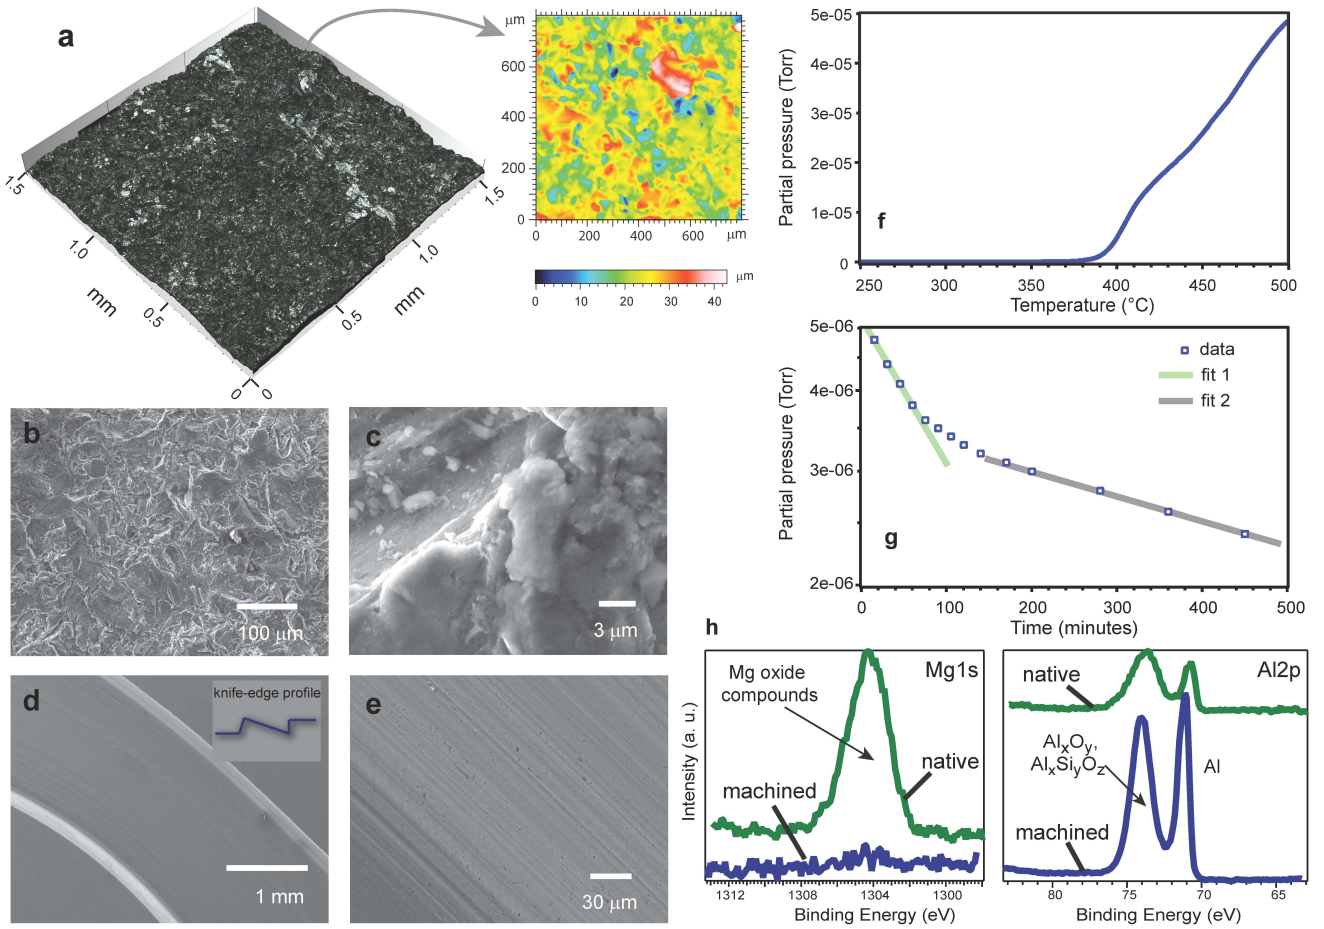 a
1.5
1.0
mm
0.5
0
0
0.5
mm
1.0
1.5
μm
600
400
200
0
0
200
400
600
μm
μm
0
10
20
30
40
b
100 μm
c
3 μm
d
knife-edge profile
1 mm
e
30 μm
Partial pressure (Torr)
5e-05
4e-05
3e-05
2e-05
1e-05
0
f
250
300
350
400
450
500
Temperature (°C)
Partial pressure (Torr)
5e-06
4e-06
3e-06
2e-06
data
fit 1
fit 2
g
0
100
200
300
400
500
Time (minutes)
h
Intensity (a. u.)
Mg oxide
compounds
Mg1s
native
machined
1312
1308
1304
1300
Binding Energy (eV)
native
Al2p
AlxOy,
AlxSiyOz
Al
machined
80
75
70
65
Binding Energy (eV)